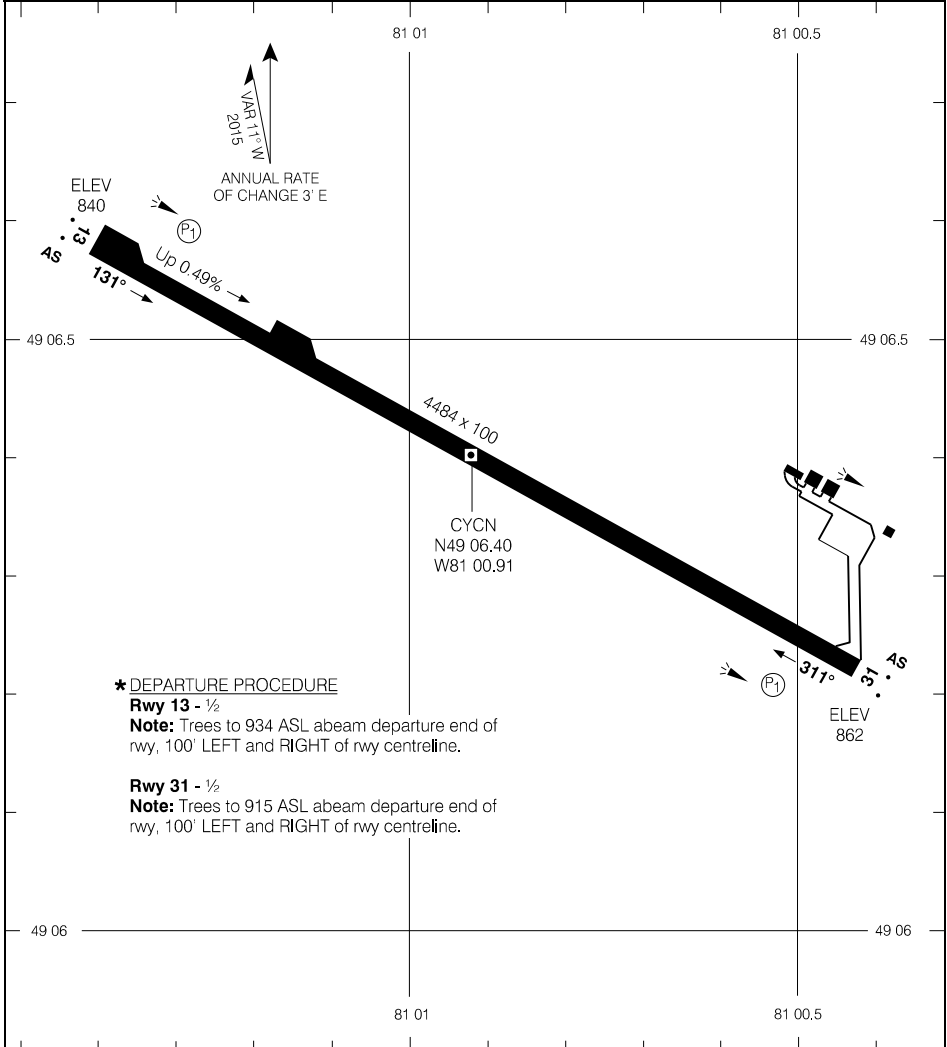 81 01
81 00.5
VAR 11° W
2015
ANNUAL RATE
OF CHANGE 3' E
ELEV
840
P1
13
AS
131°
Up 0.49%
49 06.5
49 06.5
4484 x 100
CYCN
N49 06.40
W81 00.91
311°
31
AS
P1
ELEV
862
* DEPARTURE PROCEDURE
Rwy 13 - ½
Note: Trees to 934 ASL abeam departure end of
rwy, 100' LEFT and RIGHT of rwy centreline.
Rwy 31 - ½
Note: Trees to 915 ASL abeam departure end of
rwy, 100' LEFT and RIGHT of rwy centreline.
49 06
49 06
81 01
81 00.5